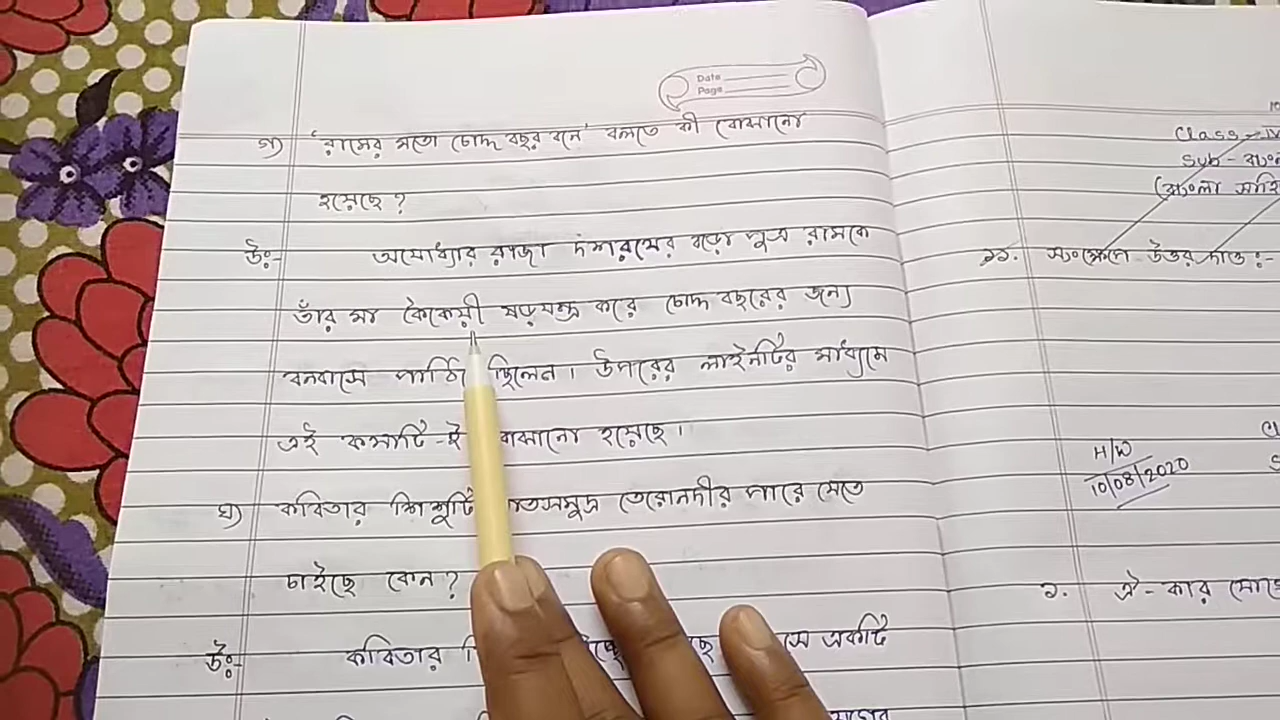 Date
Page
গ) 'রামের মতো চোদ্দ বছর বনে' বলতে কী বোঝানো
হয়েছে?
উঃ- অযোধ্যার রাজা দশরথের বড়ো পুত্র রামকে
তাঁর মা কৈকেয়ী ষড়যন্ত্র করে চোদ্দ বছরের জন্য
বনবাসে পাঠিয়েছিলেন। উপরের লাইনটির মাধ্যমে
এই কথাটি-ই বোঝানো হয়েছে।
ঘ) কবিতার শিশুটি সাতসমুদ্র তেরোনদীর পারে যেতে
চাইছে কেন?
উঃ- কবিতার একটি
Class - IV
Sub -
১১. সংক্ষেপে উত্তর দাও:-
H/W
10/08/2020
১. ঐ-কার